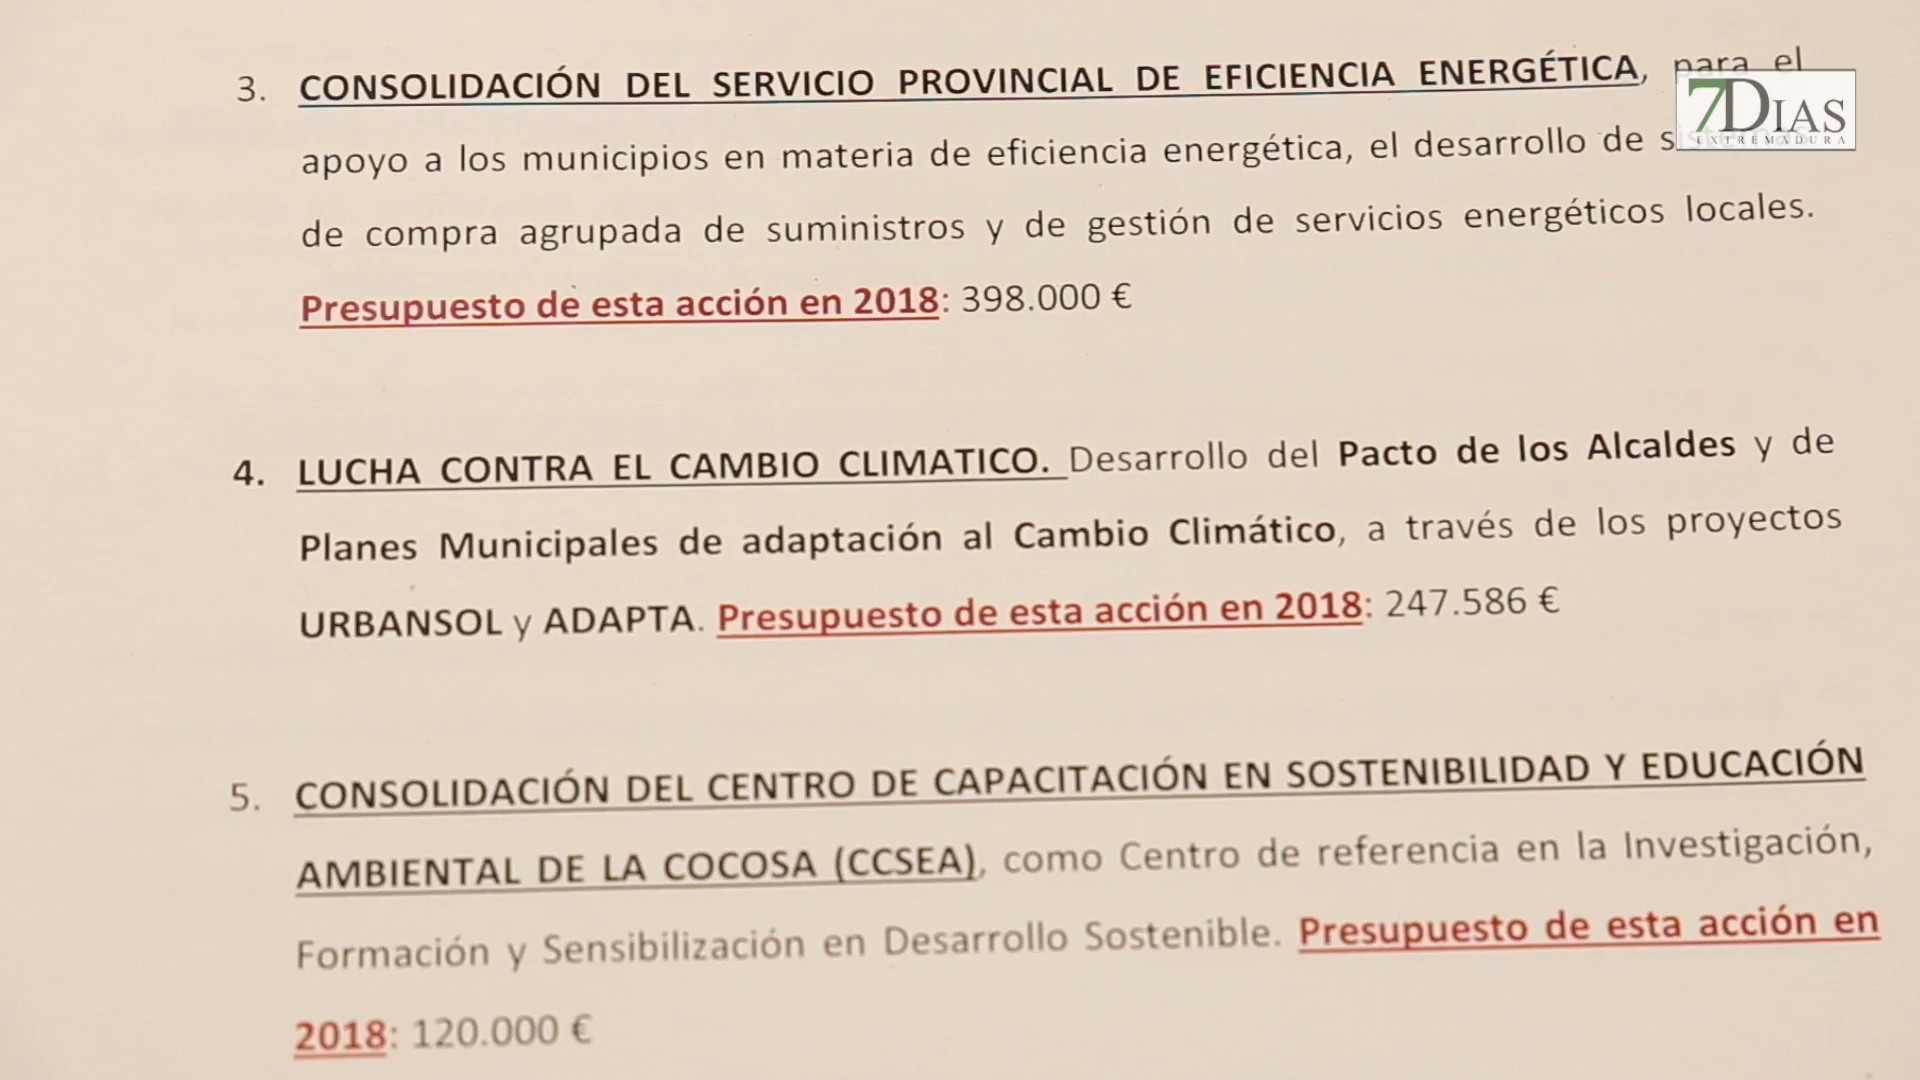 3. CONSOLIDACIÓN DEL SERVICIO PROVINCIAL DE EFICIENCIA ENERGÉTICA, para el
7DIAS
EXTREMADURA
apoyo a los municipios en materia de eficiencia energética, el desarrollo de sistemas
de compra agrupada de suministros y de gestión de servicios energéticos locales.
Presupuesto de esta acción en 2018: 398.000 €
4. LUCHA CONTRA EL CAMBIO CLIMATICO. Desarrollo del Pacto de los Alcaldes y de
Planes Municipales de adaptación al Cambio Climático, a través de los proyectos
URBANSOL y ADAPTA. Presupuesto de esta acción en 2018: 247.586 €
5. CONSOLIDACIÓN DEL CENTRO DE CAPACITACIÓN EN SOSTENIBILIDAD Y EDUCACIÓN
AMBIENTAL DE LA COCOSA (CCSEA), como Centro de referencia en la Investigación,
Formación y Sensibilización en Desarrollo Sostenible. Presupuesto de esta acción en
2018: 120.000 €